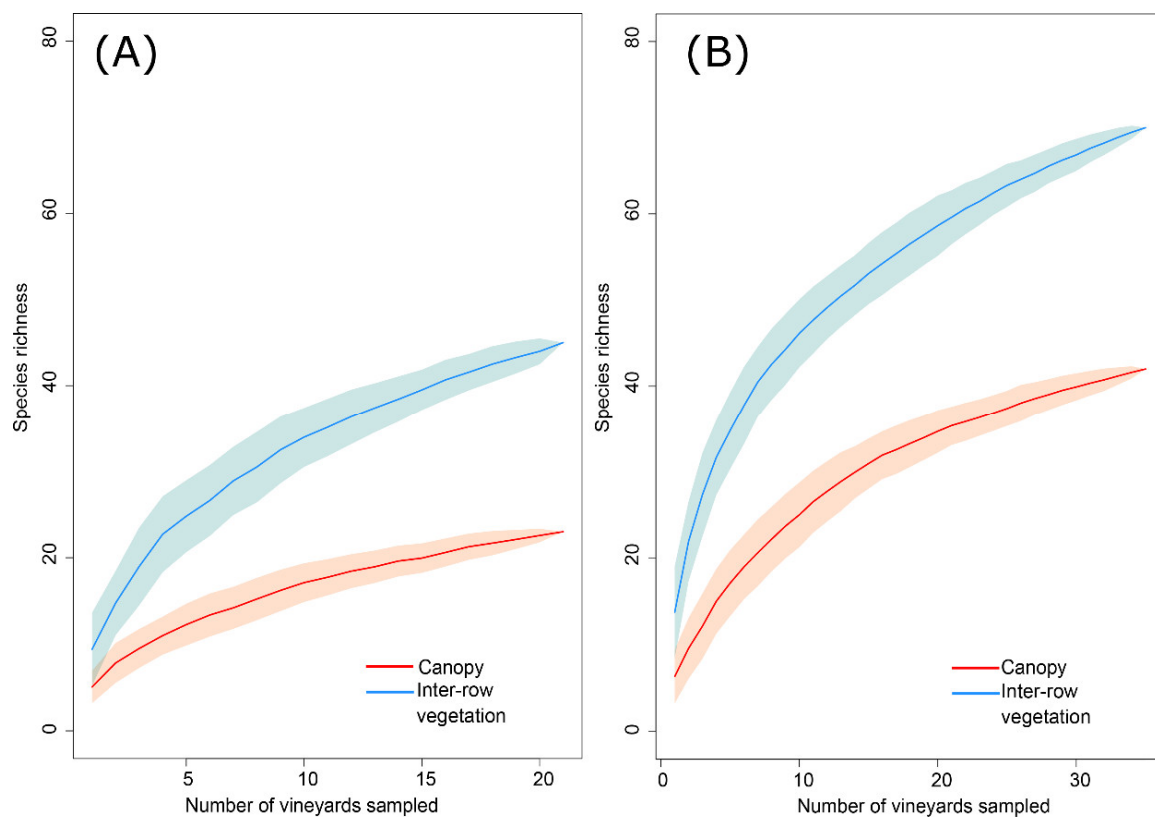 (A)
80
60
40
20
0
Species richness
5
10
15
20
Number of vineyards sampled
Canopy
Inter-row
vegetation
(B)
80
60
40
20
0
Species richness
0
10
20
30
Number of vineyards sampled
Canopy
Inter-row
vegetation